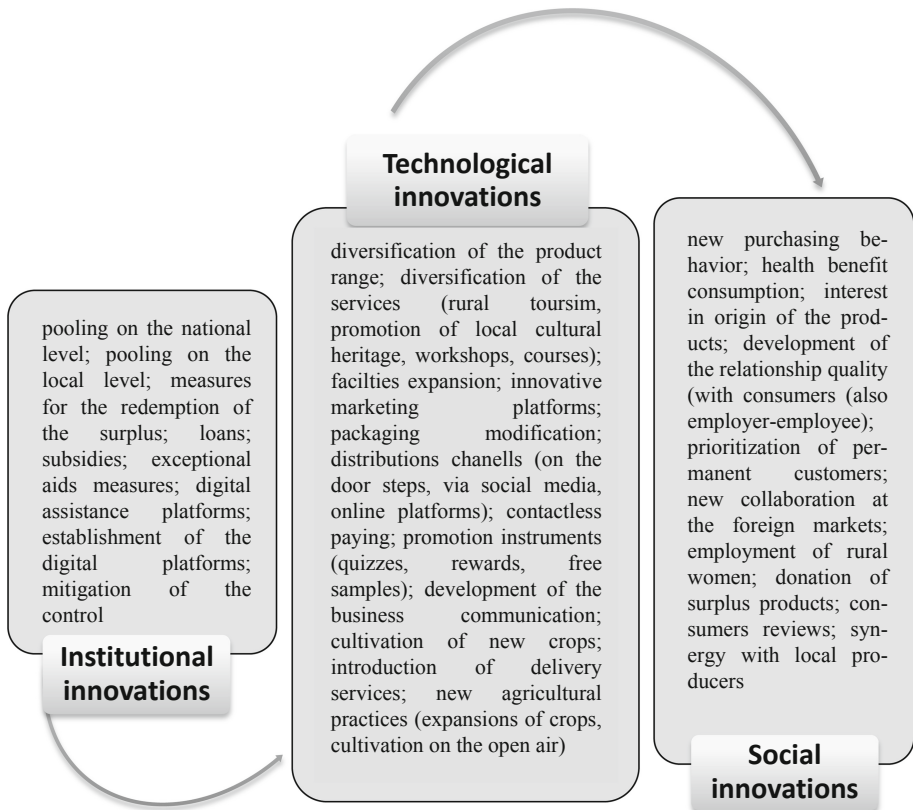 pooling on the national
level; pooling on the
local level; measures
for the redemption of
the surplus; loans;
subsidies; exceptional
aids measures; digital
assistance platforms;
establishment of the
digital platforms;
mitigation of the
control
Institutional
innovations
Technological
innovations
diversification of the product
range; diversification of the
services (rural toursim,
promotion of local cultural
heritage, workshops, courses);
facilties expansion; innovative
marketing platforms;
packaging modification;
distributions chanells (on the
door steps, via social media,
online platforms); contactless
paying; promotion instruments
(quizzes, rewards, free
samples); development of the
business communication;
cultivation of new crops;
introduction of delivery
services; new agricultural
practices (expansions of crops,
cultivation on the open air)
new purchasing be-
havior; health benefit
consumption; interest
in origin of the prod-
ucts; development of
the relationship quality
(with consumers (also
employer-employee);
prioritization of per-
manent customers;
new collaboration at
the foreign markets;
employment of rural
women; donation of
surplus products; con-
sumers reviews; syn-
ergy with local pro-
ducers
Social
innovations